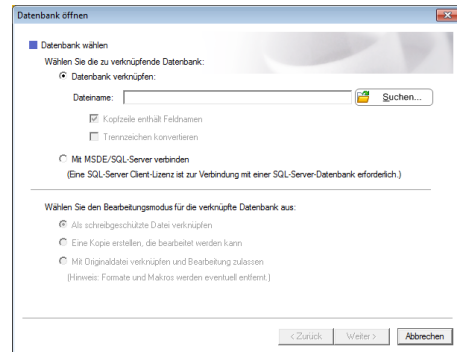 Datenbank öffnen
Datenbank wählen
Wählen Sie die zu verknüpfende Datenbank:
Datenbank verknüpfen:
Dateiname:
Suchen...
Kopfzeile enthält Feldnamen
Trennzeichen konvertieren
Mit MSDE/SQL-Server verbinden
(Eine SQL-Server Client-Lizenz ist zur Verbindung mit einer SQL-Server-Datenbank erforderlich.)
Wählen Sie den Bearbeitungsmodus für die verknüpfte Datenbank aus:
Als schreibgeschützte Datei verknüpfen
Eine Kopie erstellen, die bearbeitet werden kann
Mit Originaldatei verknüpfen und Bearbeitung zulassen
(Hinweis: Formate und Makros werden eventuell entfernt.)
< Zurück Weiter > Abbrechen